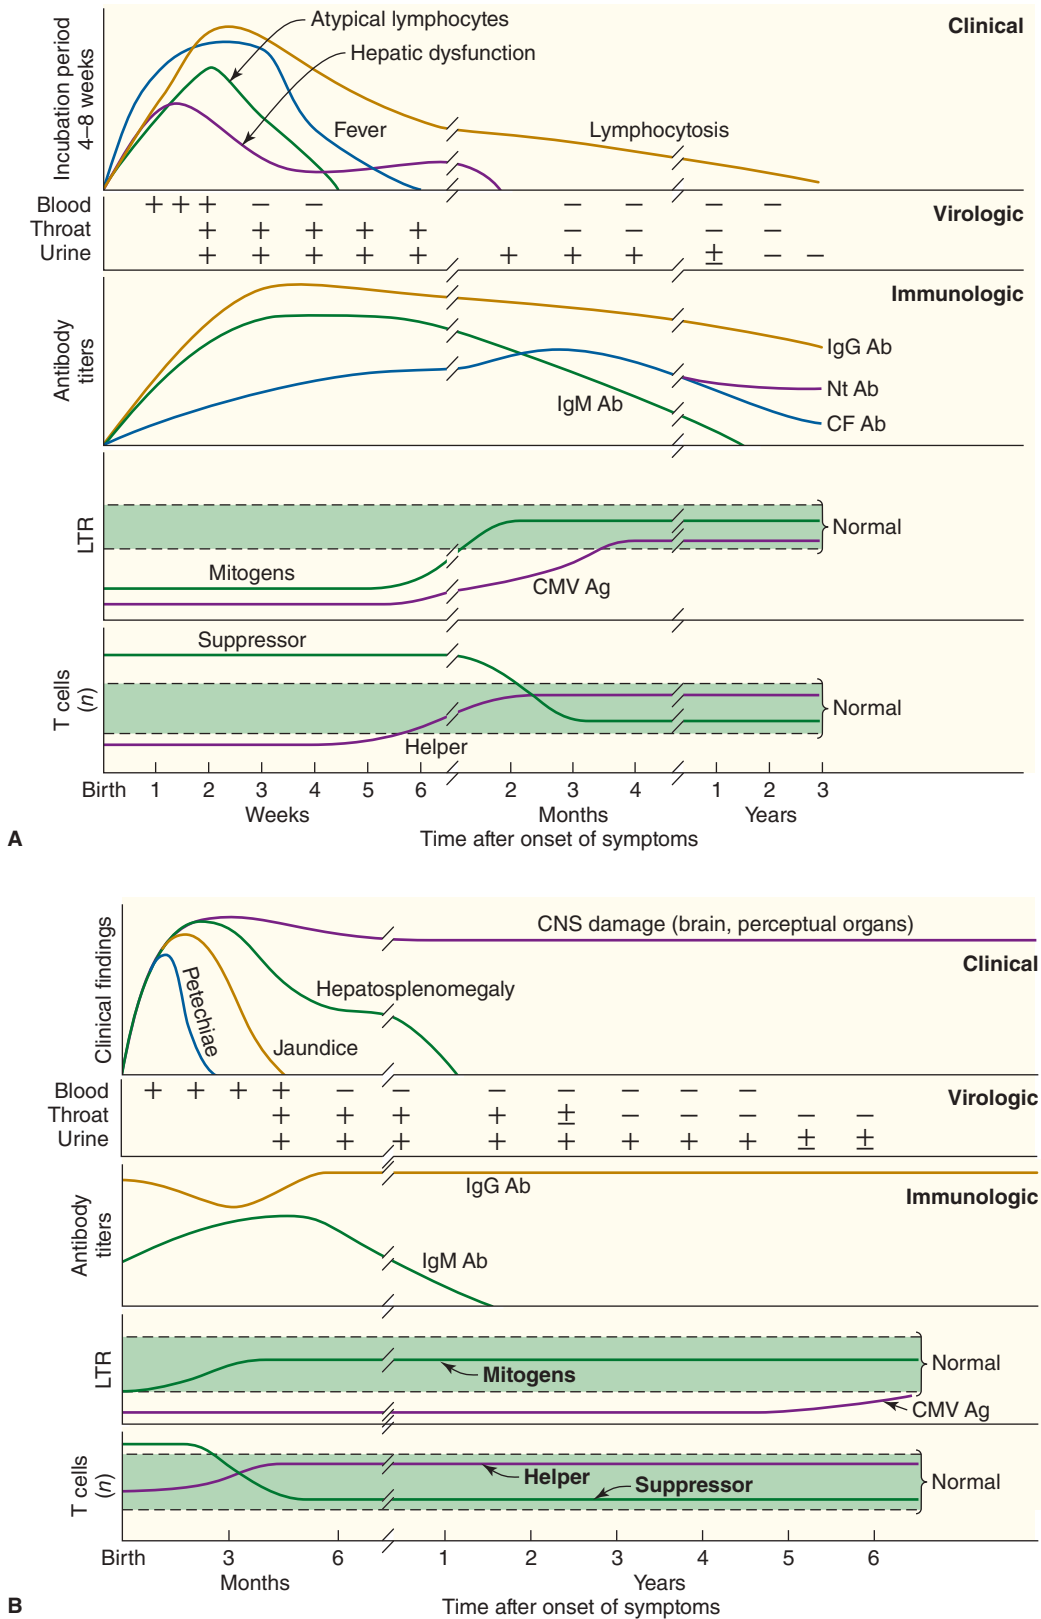 Clinical
Incubation period
4–8 weeks
Atypical lymphocytes
Hepatic dysfunction
Fever
Lymphocytosis
Virologic
Blood + + + – – – – – –
Throat + + + + + – – – –
Urine + + + + + + + + ± – –
Immunologic
Antibody
titers
IgG Ab
Nt Ab
IgM Ab
CF Ab
LTR
Normal
Mitogens
CMV Ag
T cells
(n)
Suppressor
Normal
Helper
Birth 1 2 3 4 5 6 2 3 4 1 2 3
Weeks Months Years
Time after onset of symptoms
A
Clinical findings
CNS damage (brain, perceptual organs)
Clinical
Petechiae
Hepatosplenomegaly
Jaundice
Blood + + + + – – – – – – –
Virologic
Throat + + + + ± – – – – –
Urine + + + + + + + + ± ±
Antibody
titers
IgG Ab
Immunologic
IgM Ab
LTR
Normal
Mitogens
CMV Ag
T cells
(n)
Helper
Suppressor
Normal
Birth 3 6 1 2 3 4 5 6
Months Years
Time after onset of symptoms
B